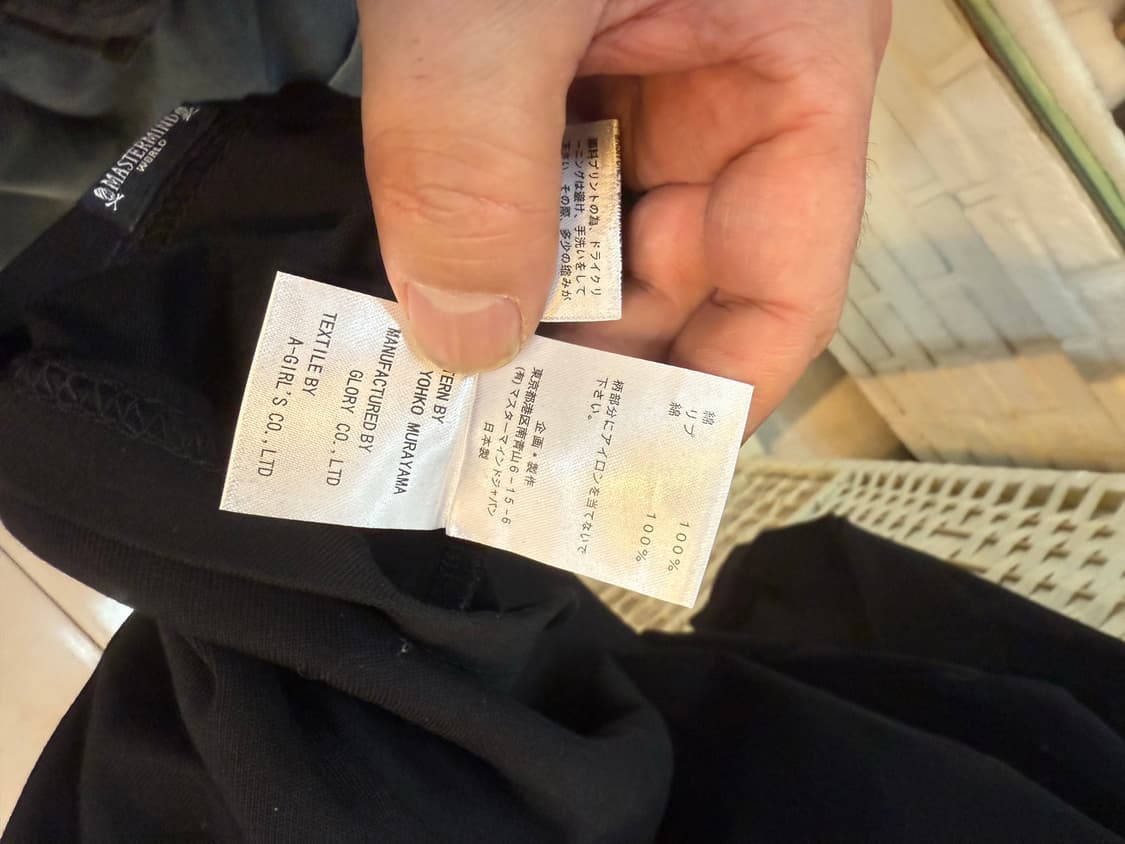 MASTERMIND
WORLD
顔料プリントの為、ドライクリ
ーニングは避け、手洗いをして
下さい。その際、多少の縮みが
綿 100%
リブ
綿 100%
柄部分にアイロンを当てないで
下さい。
企画・製作
東京都港区南青山6-15-6
(有)マスターマインドジャパン
日本製
BY
YOHKO MURAYAMA
MANUFACTURED BY
GLORY CO.,LTD
TEXTILE BY
A-GIRL'S CO.,LTD